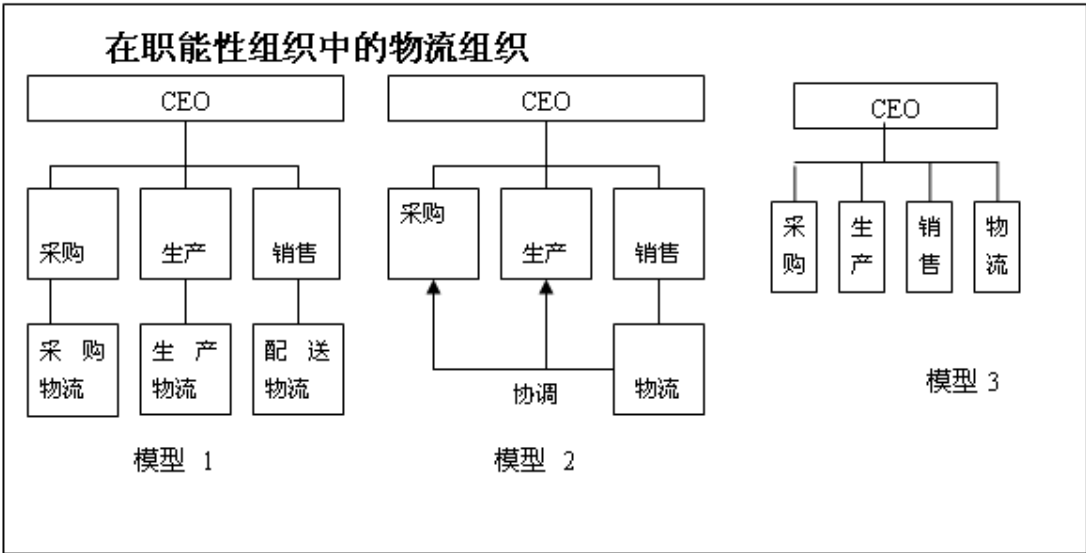 在职能性组织中的物流组织
CEO
采购
生产
销售
采 购
物流
生 产
物流
配 送
物流
模型 1
CEO
采购
生产
销售
协调
物流
模型 2
CEO
采
购
生
产
销
售
物
流
模型 3